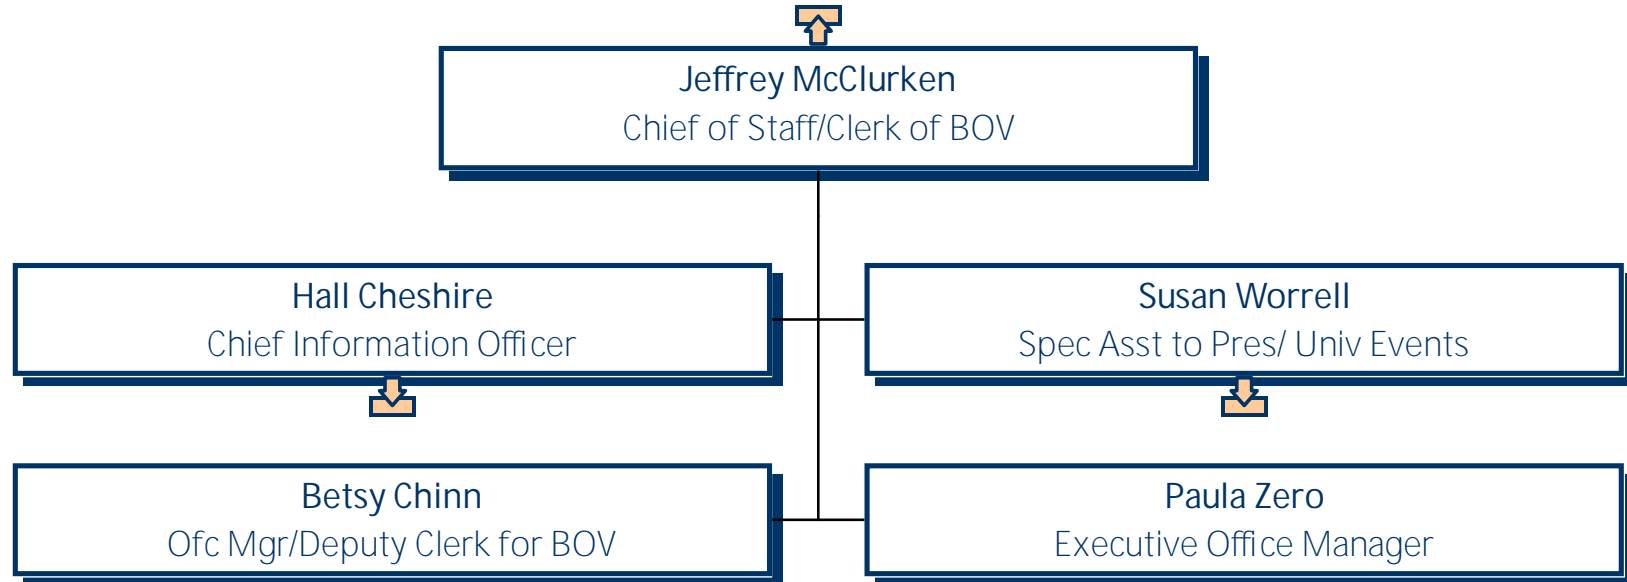 Jeffrey McClurken
Chief of Staff/Clerk of BOV
Hall Cheshire
Chief Information Officer
Susan Worrell
Spec Asst to Pres/ Univ Events
Betsy Chinn
Ofc Mgr/Deputy Clerk for BOV
Paula Zero
Executive Office Manager